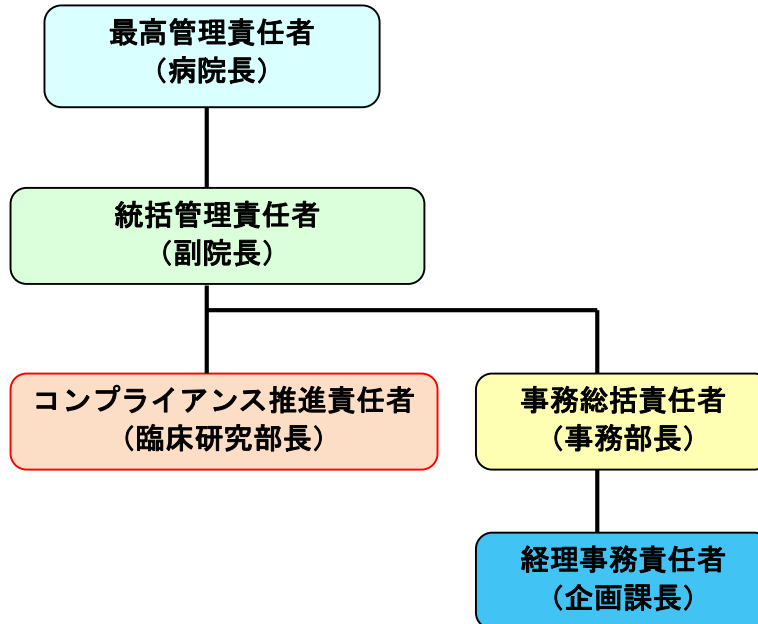 最高管理責任者
（病院長）
統括管理責任者
（副院長）
コンプライアンス推進責任者
（臨床研究部長）
事務総括責任者
（事務部長）
経理事務責任者
（企画課長）